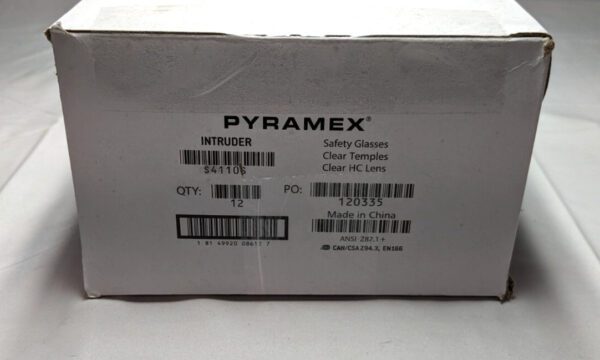 PYRAMEX®
INTRUDER
S4110S
QTY:
12
Safety Glasses
Clear Temples
Clear HC Lens
PO:
120335
Made in China
ANSI Z87.1+
CAN/CSA Z94.3, EN166